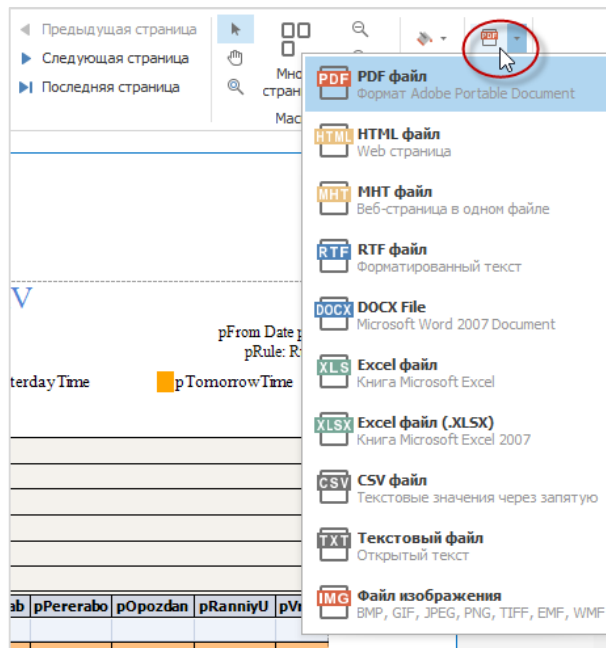 Предыдущая страница
Следующая страница
Последняя страница
Мно
стран
Мас
PDF
PDF PDF файл
Формат Adobe Portable Document
HTML HTML файл
Web страница
MHT MHT файл
Веб-страница в одном файле
RTF RTF файл
Форматированный текст
DOCX DOCX File
Microsoft Word 2007 Document
XLS Excel файл
Книга Microsoft Excel
XLSX Excel файл (.XLSX)
Книга Microsoft Excel 2007
CSV CSV файл
Текстовые значения через запятую
TXT Текстовый файл
Открытый текст
IMG Файл изображения
BMP, GIF, JPEG, PNG, TIFF, EMF, WMF
V
pFrom Date p
pRule: R
terdayTime pTomorrowTime
ab pPererabo pOpozdan pRanniyU pVr